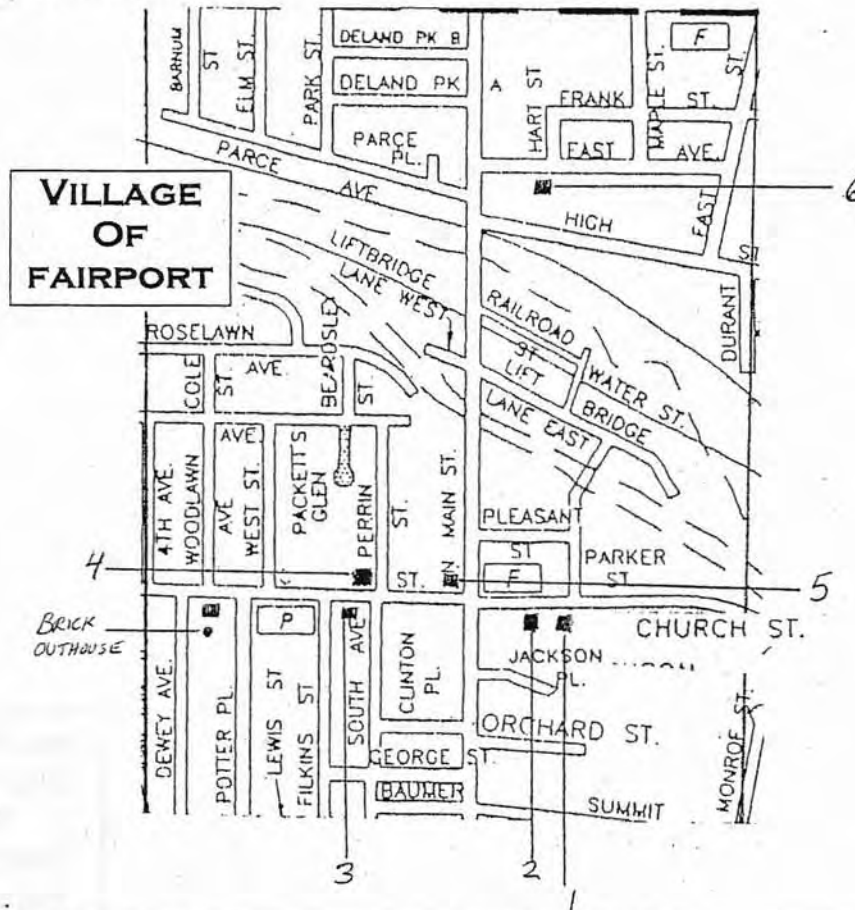 BARNUM
ST
ELM ST.
PARK ST.
DELAND PK B
DELAND PK A
HART ST
FRANK ST.
MAPLE ST.
F
ST.
PARCE PL.
EAST AVE.
PARCE AVE
6
VILLAGE
OF
FAIRPORT
HIGH ST
EAST
LIFTBRIDGE
LANE WEST
RAILROAD
ST
DURANT
ROSELAWN
AVE.
BEARDSLEY
ST.
COLE
ST.
LIFT
BRIDGE
LANE EAST
WATER ST.
4TH AVE.
WOODLAWN
AVE
AVE.
WEST ST.
PACKETT'S
GLEN
PERRIN
ST.
N MAIN ST.
PLEASANT
ST
PARKER
ST.
F
4
ST.
5
BRICK
OUTHOUSE
P
CHURCH ST.
JACKSON
PL.
DEWEY AVE.
POTTER PL.
LEWIS ST
FILKINS ST
SOUTH AVE
CLINTON
PL.
ORCHARD ST.
GEORGE ST.
BAUMER
SUMMIT
MONROE ST.
3
2
1